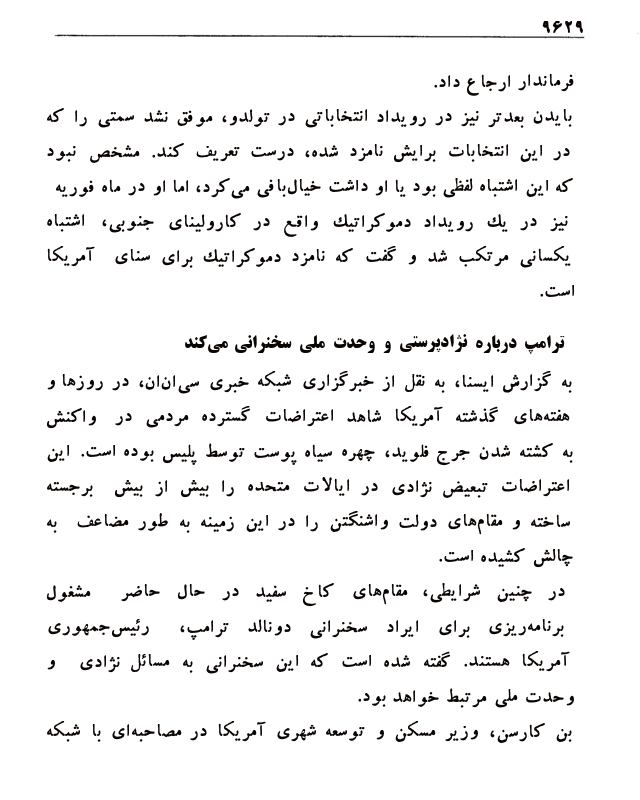 ۹۶۲۹
فرماندار ارجاع داد.
بایدن بعدتر نیز در رویداد انتخاباتی در تولدو، موفق نشد سمتی را که
در این انتخابات برایش نامزد شده، درست تعریف کند. مشخص نبود
که این اشتباه لفظی بود یا او داشت خیال‌بافی می‌کرد، اما او در ماه فوریه
نیز در یك رویداد دموکراتیك واقع در کارولینای جنوبی، اشتباه
یکسانی مرتکب شد و گفت که نامزد دموکراتیك برای سنای آمریکا
است.
ترامپ درباره نژادپرستی و وحدت ملی سخنرانی می‌کند
به گزارش ایسنا، به نقل از خبرگزاری شبکه خبری سی‌ان‌ان، در روزها و
هفته‌های گذشته آمریکا شاهد اعتراضات گسترده مردمی در واکنش
به کشته شدن جرج فلوید، چهره سیاه پوست توسط پلیس بوده است. این
اعتراضات تبعیض نژادی در ایالات متحده را بیش از بیش برجسته
ساخته و مقام‌های دولت واشنگتن را در این زمینه به طور مضاعف به
چالش کشیده است.
در چنین شرایطی، مقام‌های کاخ سفید در حال حاضر مشغول
برنامه‌ریزی برای ایراد سخنرانی دونالد ترامپ، رئیس‌جمهوری
آمریکا هستند. گفته شده است که این سخنرانی به مسائل نژادی و
وحدت ملی مرتبط خواهد بود.
بن کارسن، وزیر مسکن و توسعه شهری آمریکا در مصاحبه‌ای با شبکه